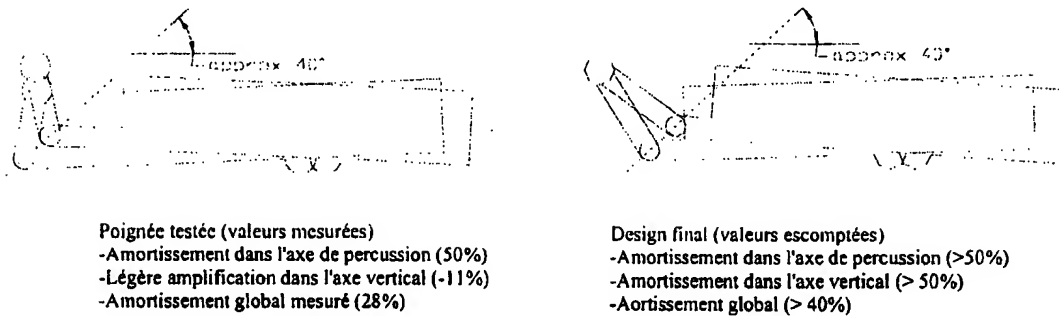 approx 40°
approx 40°
Poignée testée (valeurs mesurées)
-Amortissement dans l'axe de percussion (50%)
-Légère amplification dans l'axe vertical (-11%)
-Amortissement global mesuré (28%)
Design final (valeurs escomptées)
-Amortissement dans l'axe de percussion (>50%)
-Amortissement dans l'axe vertical (> 50%)
-Aortissement global (> 40%)